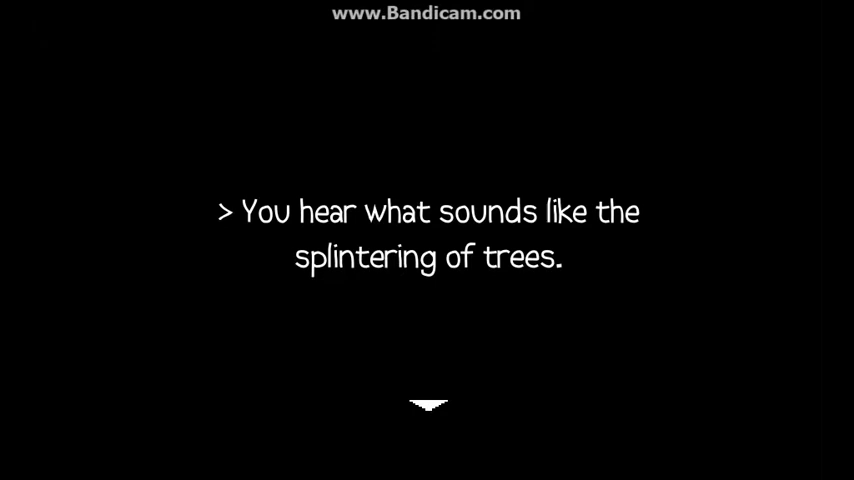 www.Bandicam.com
> You hear what sounds like the
splintering of trees.